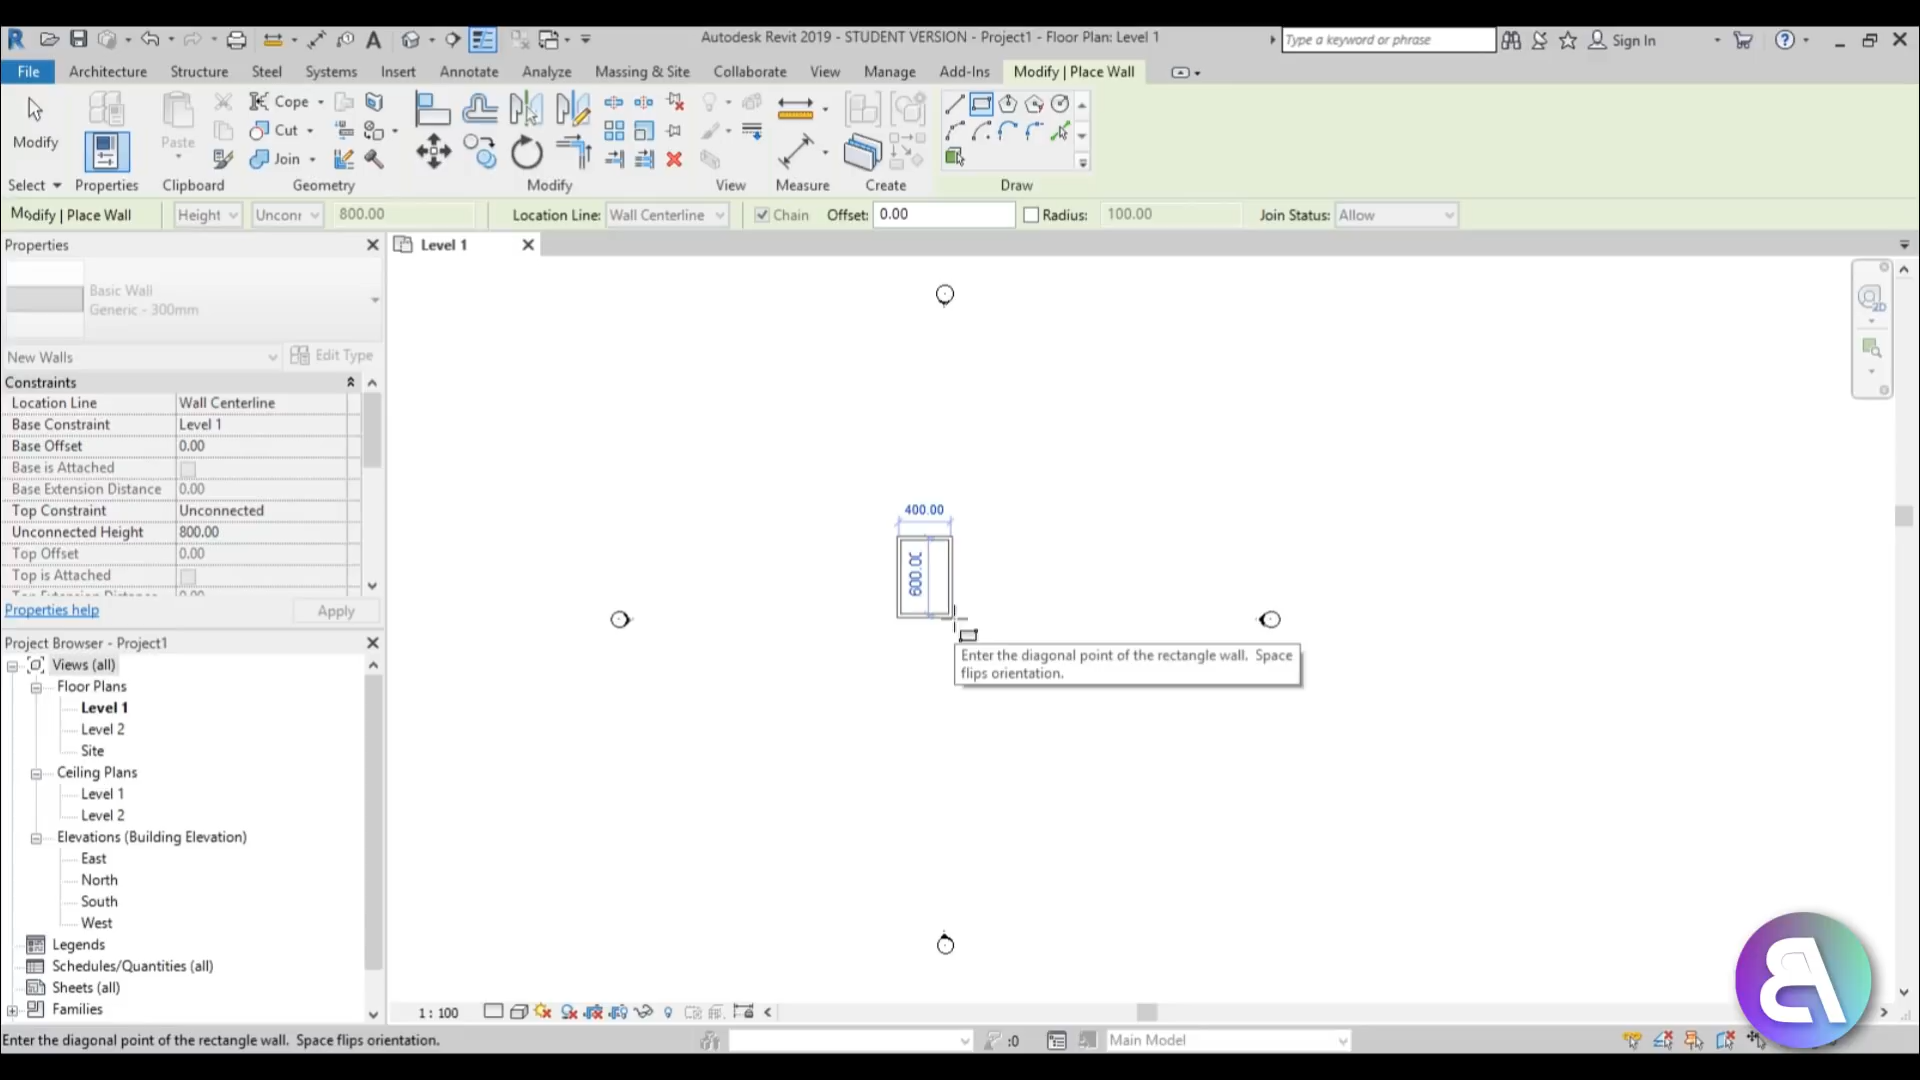 Autodesk Revit 2019 - STUDENT VERSION - Project1 - Floor Plan: Level 1
Type a keyword or phrase
Sign In
File
Architecture
Structure
Steel
Systems
Insert
Annotate
Analyze
Massing & Site
Collaborate
View
Manage
Add-Ins
Modify | Place Wall
Modify
Paste
Cope
Cut
Join
Select
Properties
Clipboard
Geometry
Modify
View
Measure
Create
Draw
Modify | Place Wall
Height
Unconr
800.00
Location Line:
Wall Centerline
Chain
Offset:
0.00
Radius:
100.00
Join Status:
Allow
Properties
Level 1
Basic Wall
Generic - 300mm
New Walls
Edit Type
Constraints
Location Line
Wall Centerline
Base Constraint
Level 1
Base Offset
0.00
Base is Attached
Base Extension Distance
0.00
Top Constraint
Unconnected
Unconnected Height
800.00
Top Offset
0.00
Top is Attached
Properties help
Apply
Project Browser - Project1
Views (all)
Floor Plans
Level 1
Level 2
Site
Ceiling Plans
Level 1
Level 2
Elevations (Building Elevation)
East
North
South
West
Legends
Schedules/Quantities (all)
Sheets (all)
Families
400.00
600.00
Enter the diagonal point of the rectangle wall. Space
flips orientation.
2D
1 : 100
Enter the diagonal point of the rectangle wall. Space flips orientation.
:0
Main Model